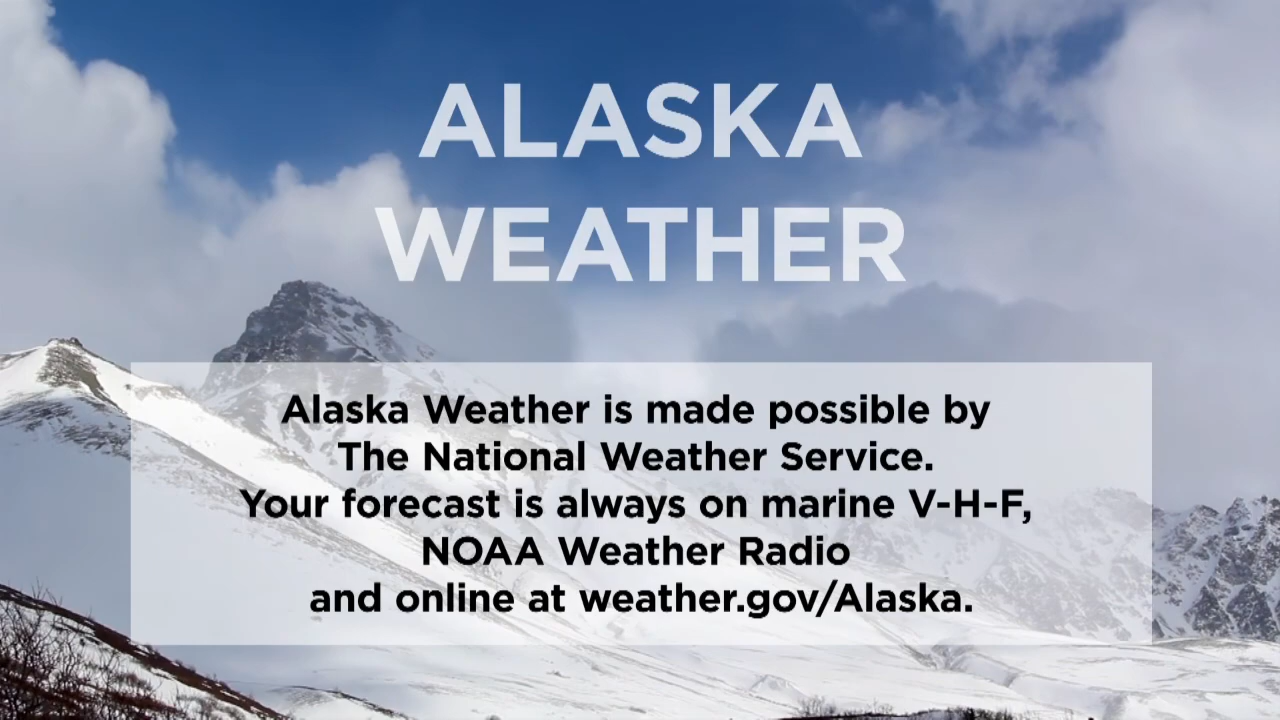 ALASKA
WEATHER
Alaska Weather is made possible by
The National Weather Service.
Your forecast is always on marine V-H-F,
NOAA Weather Radio
and online at weather.gov/Alaska.